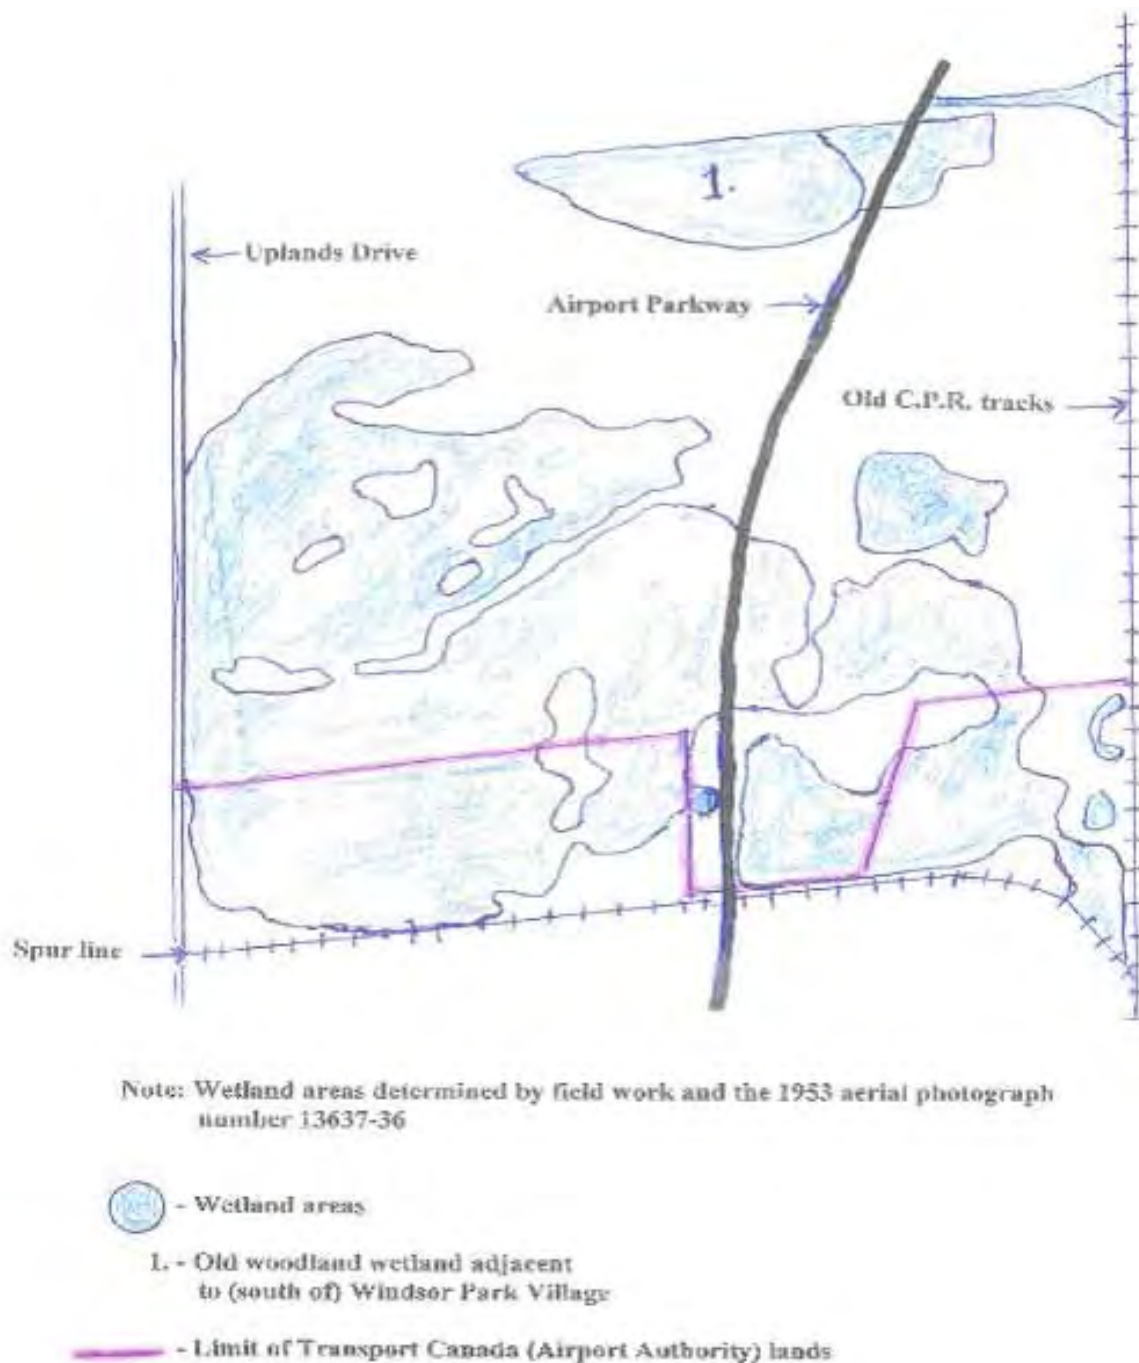 1.
Uplands Drive
Airport Parkway
Old C.P.R. tracks
Spur line
Note: Wetland areas determined by field work and the 1953 aerial photograph
number 13637-36
- Wetland areas
1. - Old woodland wetland adjacent
to (south of) Windsor Park Village
- Limit of Transport Canada (Airport Authority) lands